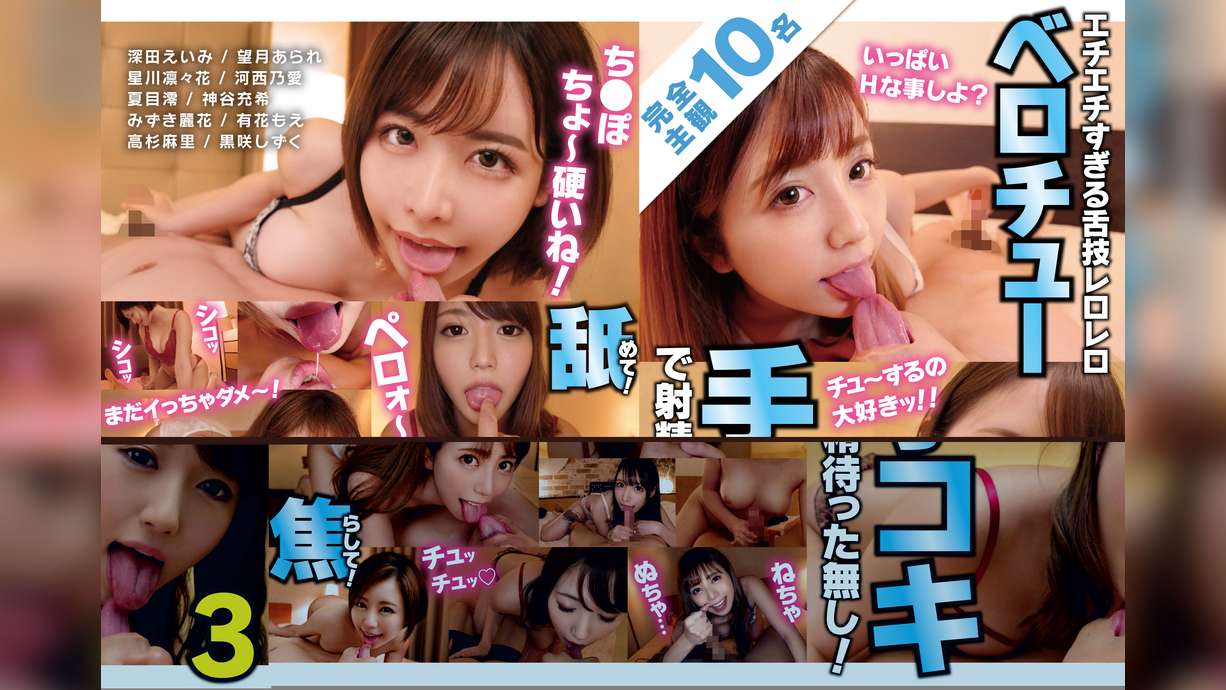 深田えいみ / 望月あられ
星川凛々花 / 河西乃愛
夏目澪 / 神谷充希
みずき麗花 / 有花もえ
高杉麻里 / 黒咲しずく
ち●ぽ
ちょ～硬いね!
完全
主観
10名
いっぱい
Hな事しよ?
エチエチすぎる舌技レロレロ
ベロチュー
シコッ
シコッ
まだイっちゃダメ～!
ペロォ～
舐めて!
手コキ
で射精待った無し!
チュ～するの
大好きッ!!
焦らして!
チュッ
チュッ♡
ねちゃ
ぬちゃ…
3